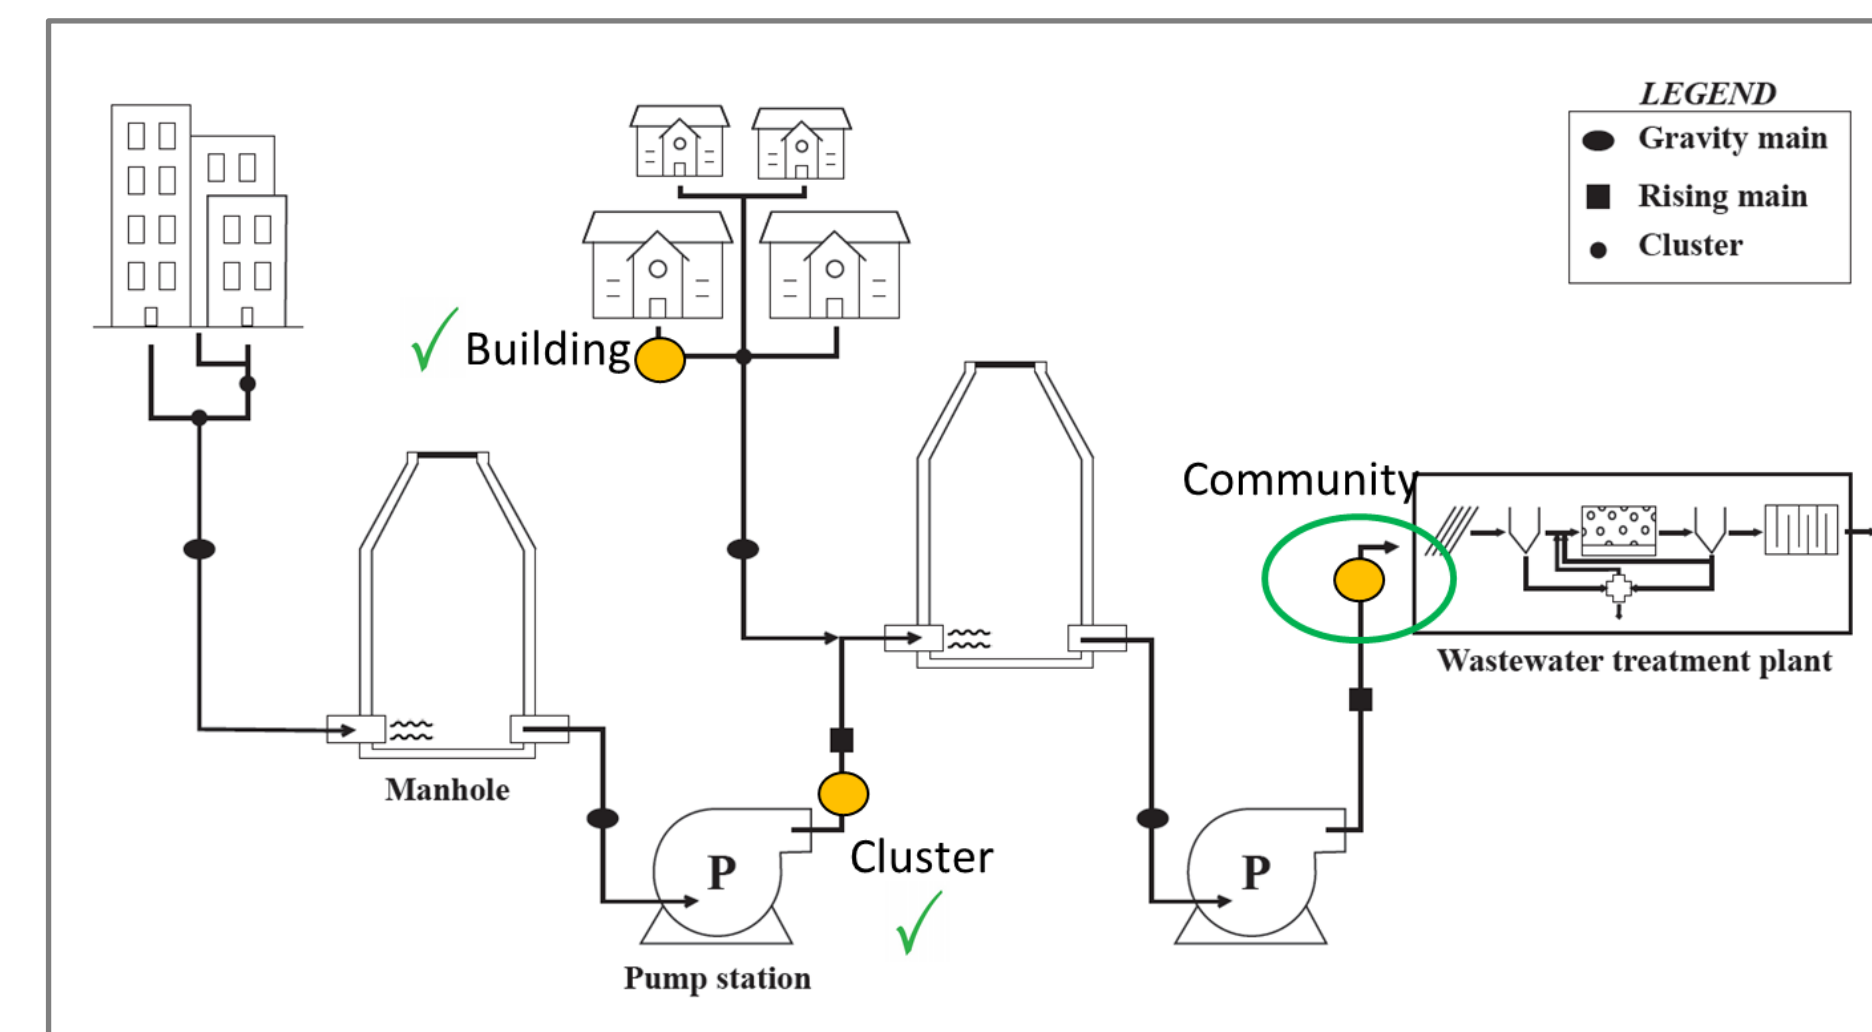 LEGEND
Gravity main
Rising main
Cluster
Building
Community
Wastewater treatment plant
Manhole
P
P
Cluster
Pump station